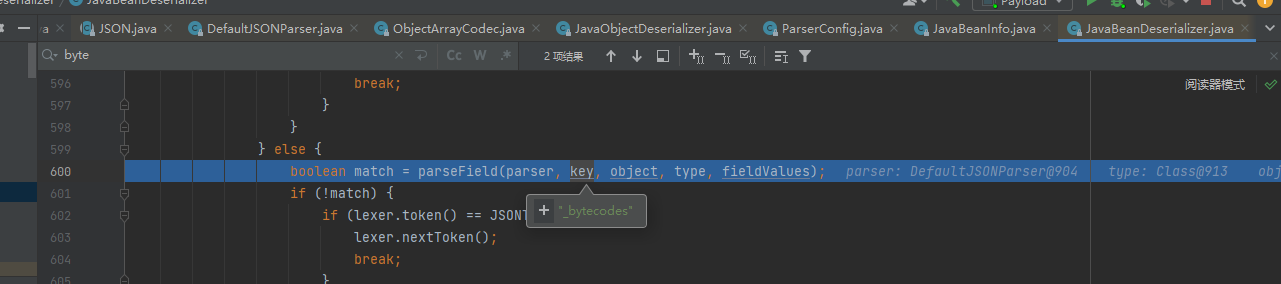 eserializer JavaBeanDeserializer Payload
va JSON.java DefaultJSONParser.java ObjectArrayCodec.java JavaObjectDeserializer.java ParserConfig.java JavaBeanInfo.java JavaBeanDeserializer.java
byte Cc W .* 2 项结果
596 break; 阅读器模式
597 }
598 }
599 } else {
600 boolean match = parseField(parser, key, object, type, fieldValues); parser: DefaultJSONParser@904 type: Class@913 obj
601 if (!match) {
602 if (lexer.token() == JSONT
+ "_bytecodes"
603 lexer.nextToken();
604 break;
605 }